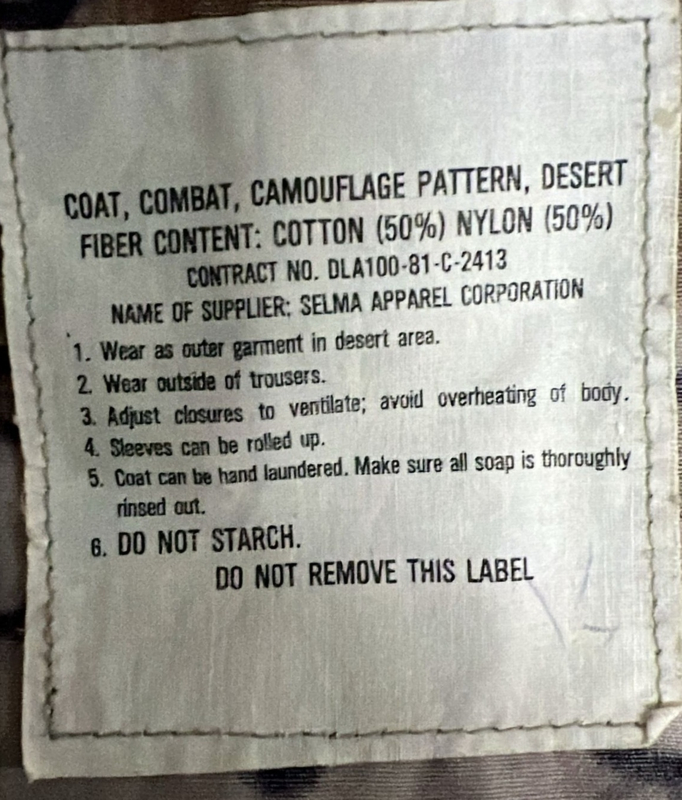 COAT, COMBAT, CAMOUFLAGE PATTERN, DESERT
FIBER CONTENT: COTTON (50%) NYLON (50%)
CONTRACT NO. DLA100-81-C-2413
NAME OF SUPPLIER: SELMA APPAREL CORPORATION
1. Wear as outer garment in desert area.
2. Wear outside of trousers.
3. Adjust closures to ventilate; avoid overheating of body.
4. Sleeves can be rolled up.
5. Coat can be hand laundered. Make sure all soap is thoroughly
rinsed out.
6. DO NOT STARCH.
DO NOT REMOVE THIS LABEL